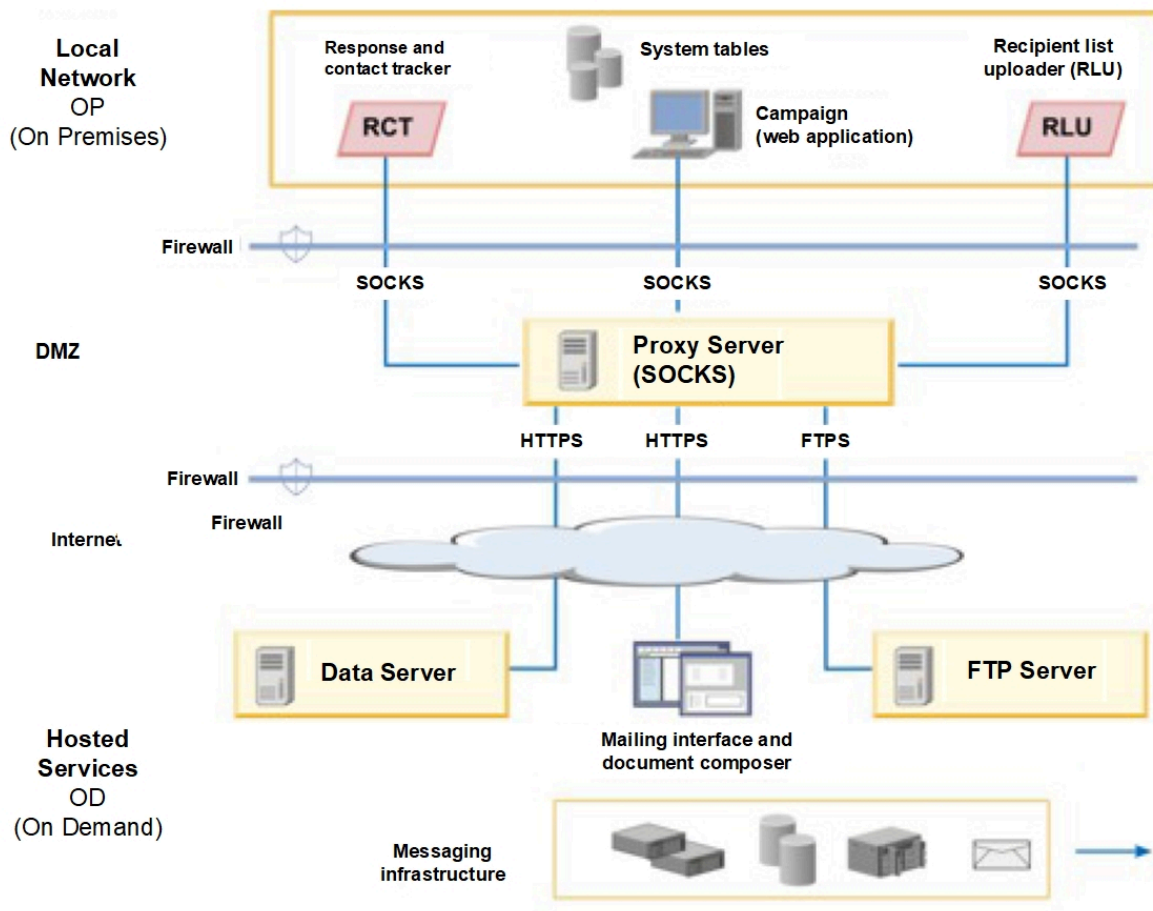 Local
Network
OP
(On Premises)
Response and
contact tracker
RCT
System tables
Campaign
(web application)
Recipient list
uploader (RLU)
RLU
Firewall
SOCKS
SOCKS
SOCKS
DMZ
Proxy Server
(SOCKS)
HTTPS
HTTPS
FTPS
Firewall
Firewall
Internet
Data Server
FTP Server
Mailing interface and
document composer
Hosted
Services
OD
(On Demand)
Messaging
infrastructure